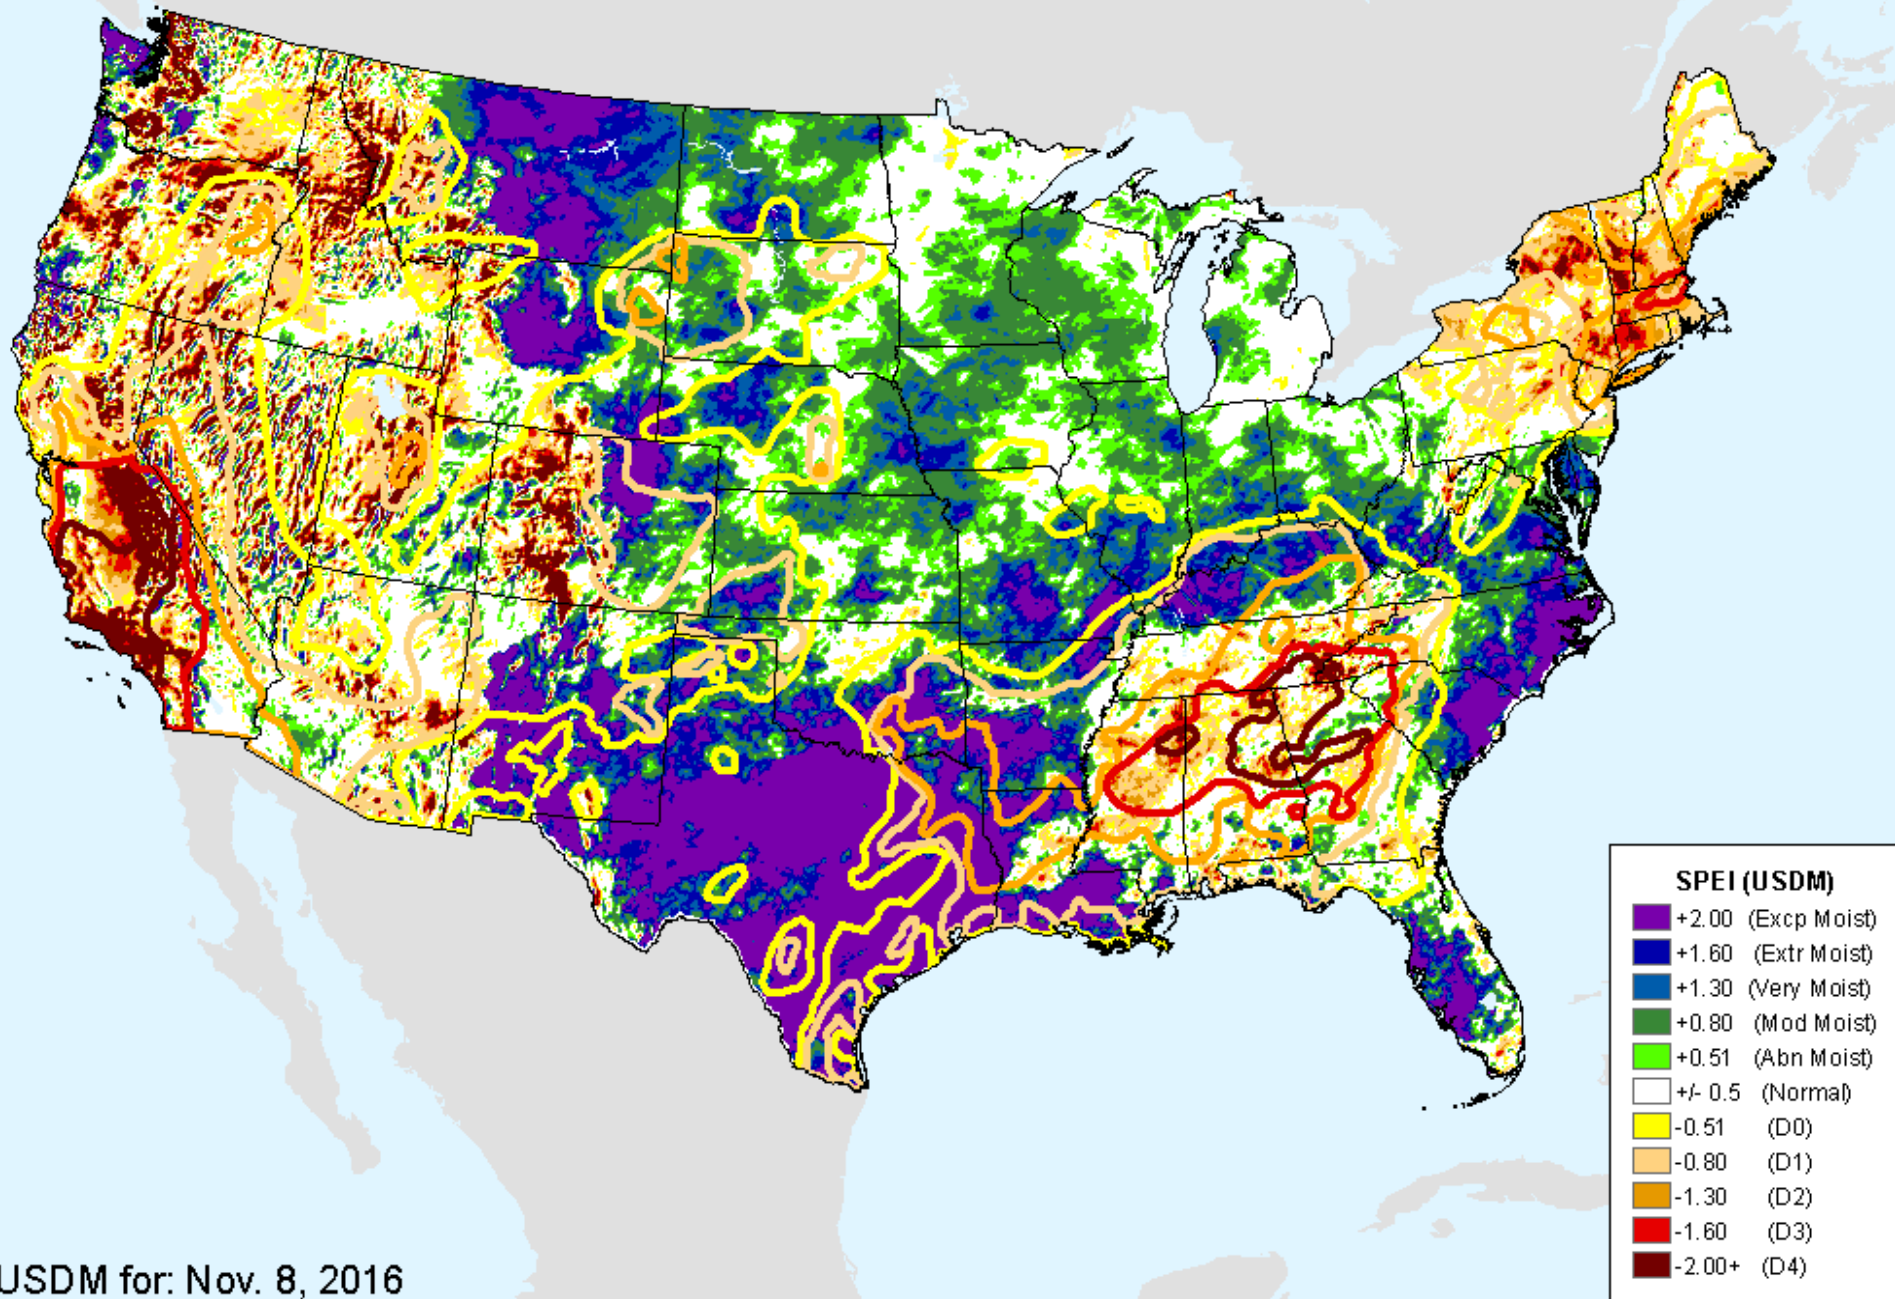 SPEI (USDM)
+2.00 (Excp Moist)
+1.60 (Extr Moist)
+1.30 (Very Moist)
+0.80 (Mod Moist)
+0.51 (Abn Moist)
+/- 0.5 (Normal)
-0.51 (D0)
-0.80 (D1)
-1.30 (D2)
-1.60 (D3)
-2.00+ (D4)
USDM for: Nov. 8, 2016